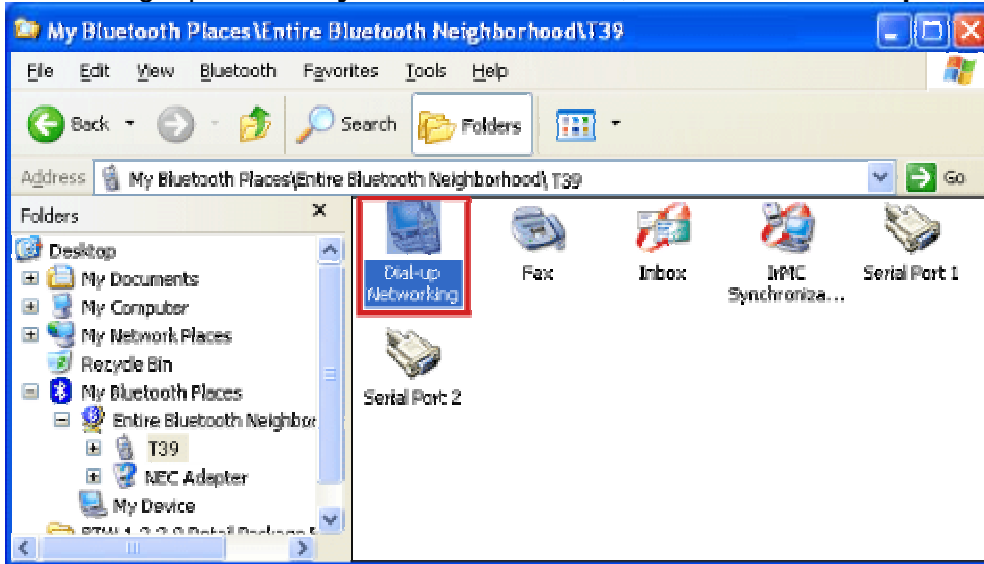 My Bluetooth Places\Entire Bluetooth Neighborhood\T39
File Edit View Bluetooth Favorites Tools Help
Back Search Folders
Address My Bluetooth Places\Entire Bluetooth Neighborhood\T39 Go
Folders x
Desktop
My Documents
My Computer
My Network Places
Recycle Bin
My Bluetooth Places
Entire Bluetooth Neighbor
T39
NEC Adapter
My Device
Dial-up
Networking
Fax
Inbox
IrMC
Synchroniza...
Serial Port 1
Serial Port 2